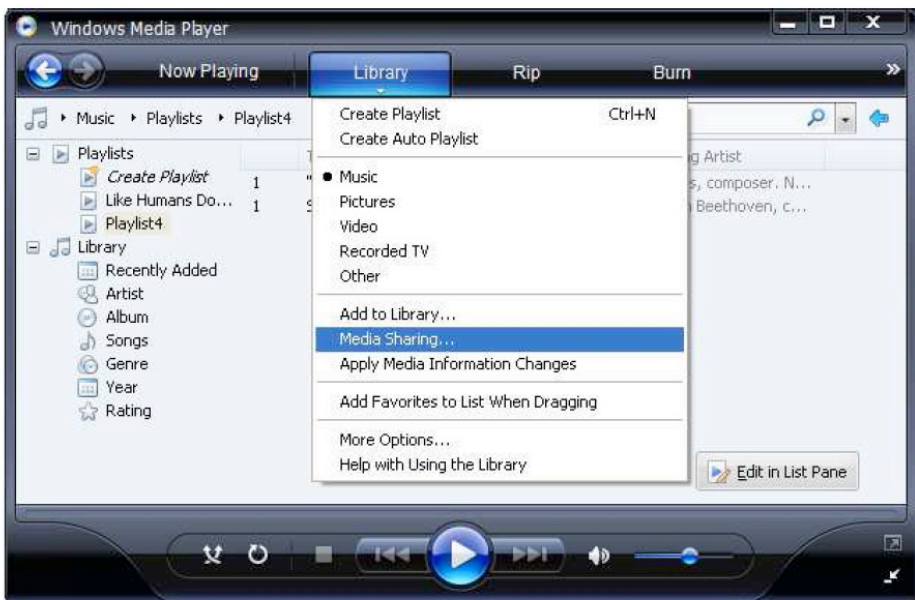 Windows Media Player
Now Playing Library Rip Burn »
Music Playlists Playlist4
Playlists
Create Playlist 1
Like Humans Do... 1
Playlist4
Library
Recently Added
Artist
Album
Songs
Genre
Year
Rating
Create Playlist Ctrl+N
Create Auto Playlist
Music
Pictures
Video
Recorded TV
Other
Add to Library...
Media Sharing...
Apply Media Information Changes
Add Favorites to List When Dragging
More Options...
Help with Using the Library
Artist
composer. N...
Beethoven, c...
Edit in List Pane